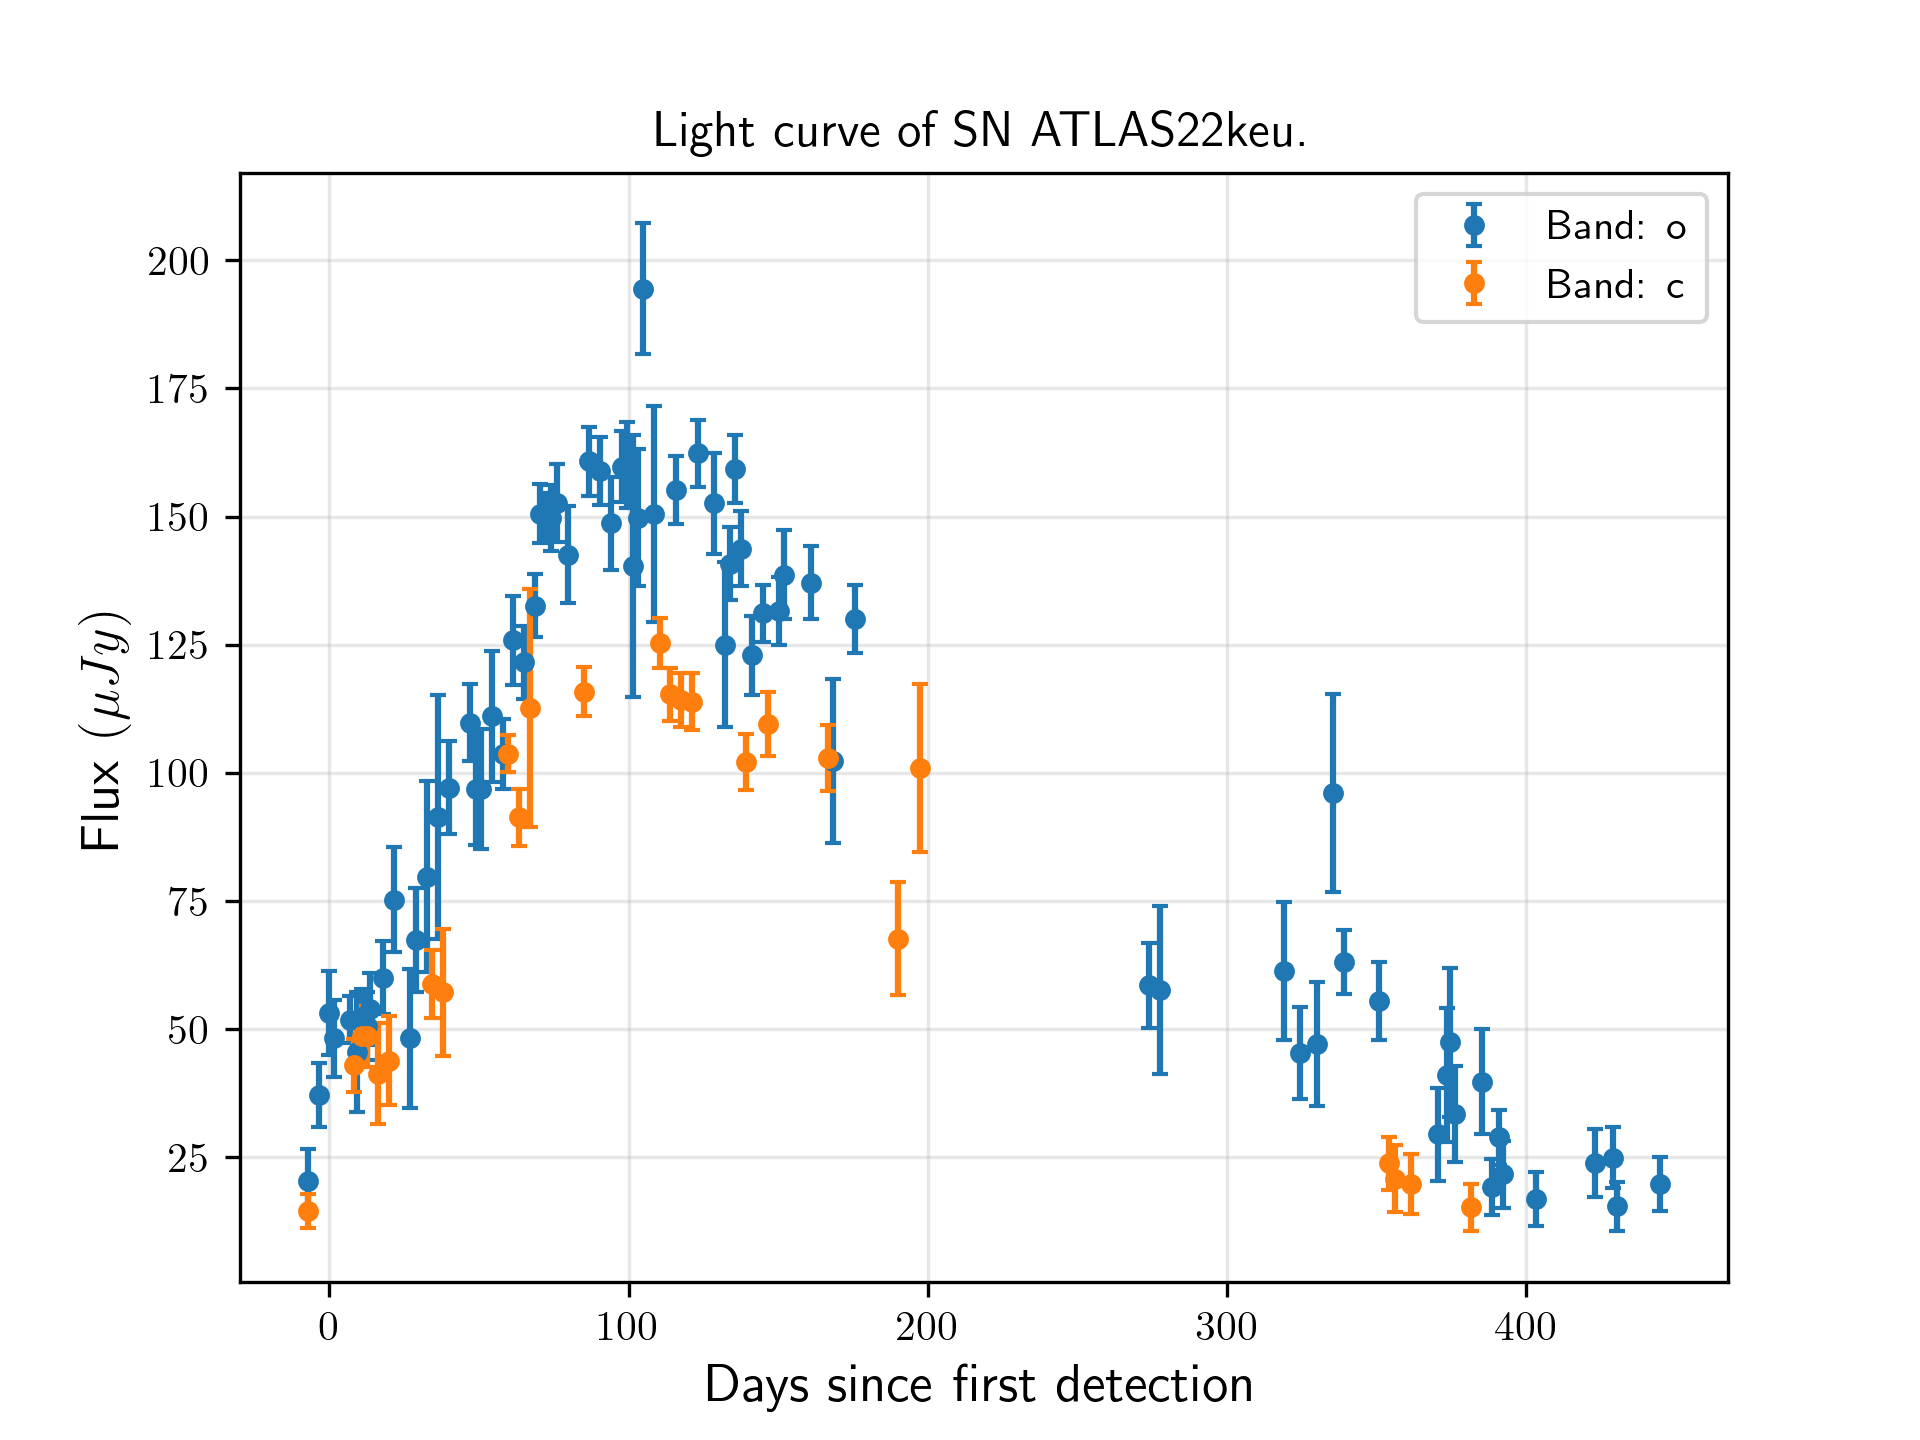 Light curve of SN ATLAS22keu.
Band: o
Band: c
200
175
150
125
100
75
50
25
Flux (μJy)
0 100 200 300 400
Days since first detection